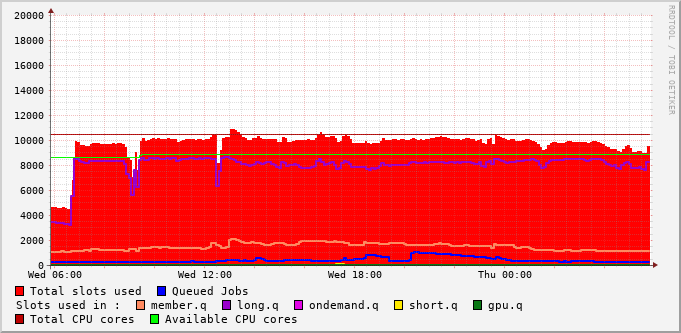 20000
18000
16000
14000
12000
10000
8000
6000
4000
2000
0
Wed 06:00 Wed 12:00 Wed 18:00 Thu 00:00
Total slots used Queued Jobs
Slots used in : member.q long.q ondemand.q short.q gpu.q
Total CPU cores Available CPU cores
RRDTOOL / TOBI OETIKER